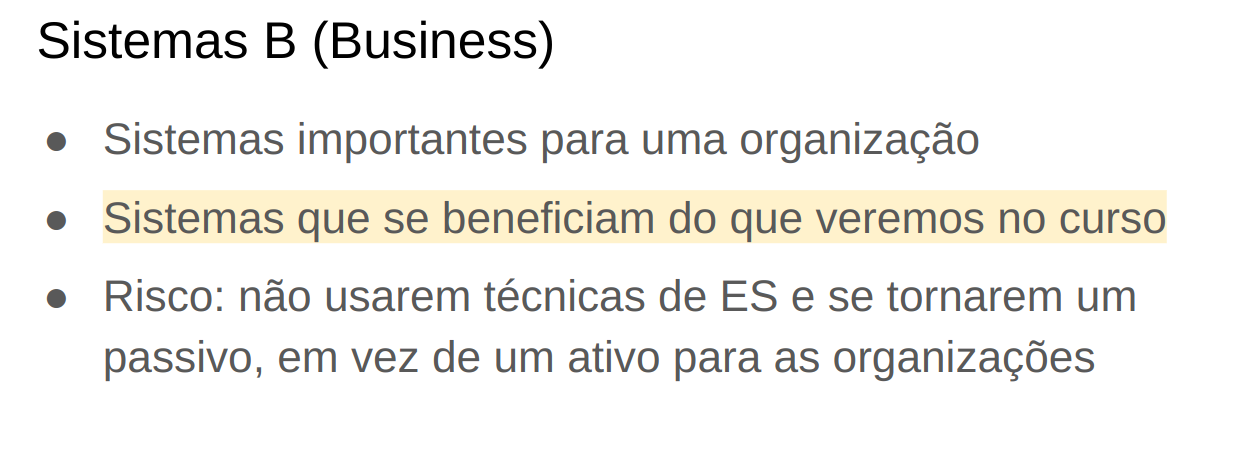 Sistemas B (Business)
● Sistemas importantes para uma organização
● Sistemas que se beneficiam do que veremos no curso
● Risco: não usarem técnicas de ES e se tornarem um
passivo, em vez de um ativo para as organizações